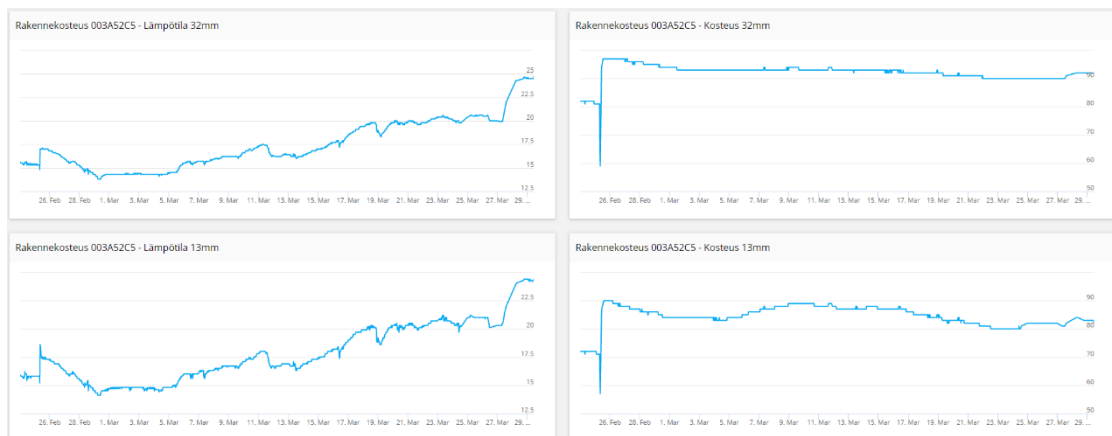 Rakennekosteus 003A52C5 - Lämpötila 32mm
25
22.5
20
17.5
15
12.5
26. Feb 28. Feb 1. Mar 3. Mar 5. Mar 7. Mar 9. Mar 11. Mar 13. Mar 15. Mar 17. Mar 19. Mar 21. Mar 23. Mar 25. Mar 27. Mar 29. ...
Rakennekosteus 003A52C5 - Kosteus 32mm
90
80
70
60
50
26. Feb 28. Feb 1. Mar 3. Mar 5. Mar 7. Mar 9. Mar 11. Mar 13. Mar 15. Mar 17. Mar 19. Mar 21. Mar 23. Mar 25. Mar 27. Mar 29. ...
Rakennekosteus 003A52C5 - Lämpötila 13mm
22.5
20
17.5
15
12.5
26. Feb 28. Feb 1. Mar 3. Mar 5. Mar 7. Mar 9. Mar 11. Mar 13. Mar 15. Mar 17. Mar 19. Mar 21. Mar 23. Mar 25. Mar 27. Mar 29. ...
Rakennekosteus 003A52C5 - Kosteus 13mm
90
80
70
60
50
26. Feb 28. Feb 1. Mar 3. Mar 5. Mar 7. Mar 9. Mar 11. Mar 13. Mar 15. Mar 17. Mar 19. Mar 21. Mar 23. Mar 25. Mar 27. Mar 29. ...